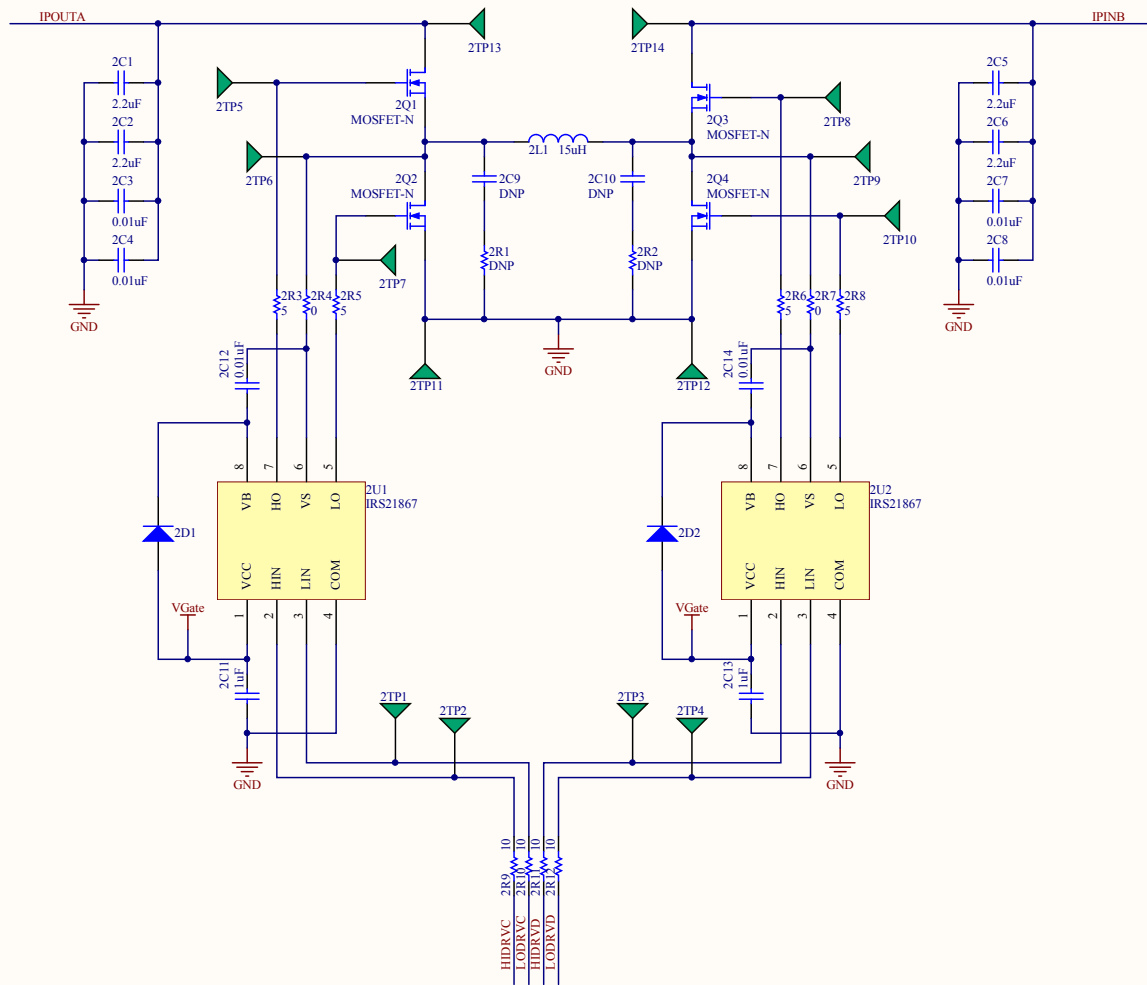 IPOUTA
IPINB
2TP13
2TP14
2C1
2.2uF
2C2
2.2uF
2C3
0.01uF
2C4
0.01uF
GND
2TP5
2Q1
MOSFET-N
2TP6
2Q2
MOSFET-N
2TP7
2C9
DNP
2L1 15uH
2C10
DNP
2R1
DNP
2R2
DNP
2Q3
MOSFET-N
2TP8
2Q4
MOSFET-N
2TP9
2TP10
2C5
2.2uF
2C6
2.2uF
2C7
0.01uF
2C8
0.01uF
GND
2R3
5
2R4
0
2R5
5
2R6
5
2R7
0
2R8
5
2TP11
GND
2TP12
2C12
0.01uF
2C14
0.01uF
8
7
6
5
VB
HO
VS
LO
2U1
IRS21867
VCC
HIN
LIN
COM
1
2
3
4
2D1
VGate
2C11
1uF
GND
8
7
6
5
VB
HO
VS
LO
2U2
IRS21867
VCC
HIN
LIN
COM
1
2
3
4
2D2
VGate
2C13
1uF
GND
2TP1
2TP2
2TP3
2TP4
2R9
10
2R10
10
2R11
10
2R12
10
HIDRVC
LODRVC
HIDRVD
LODRVD